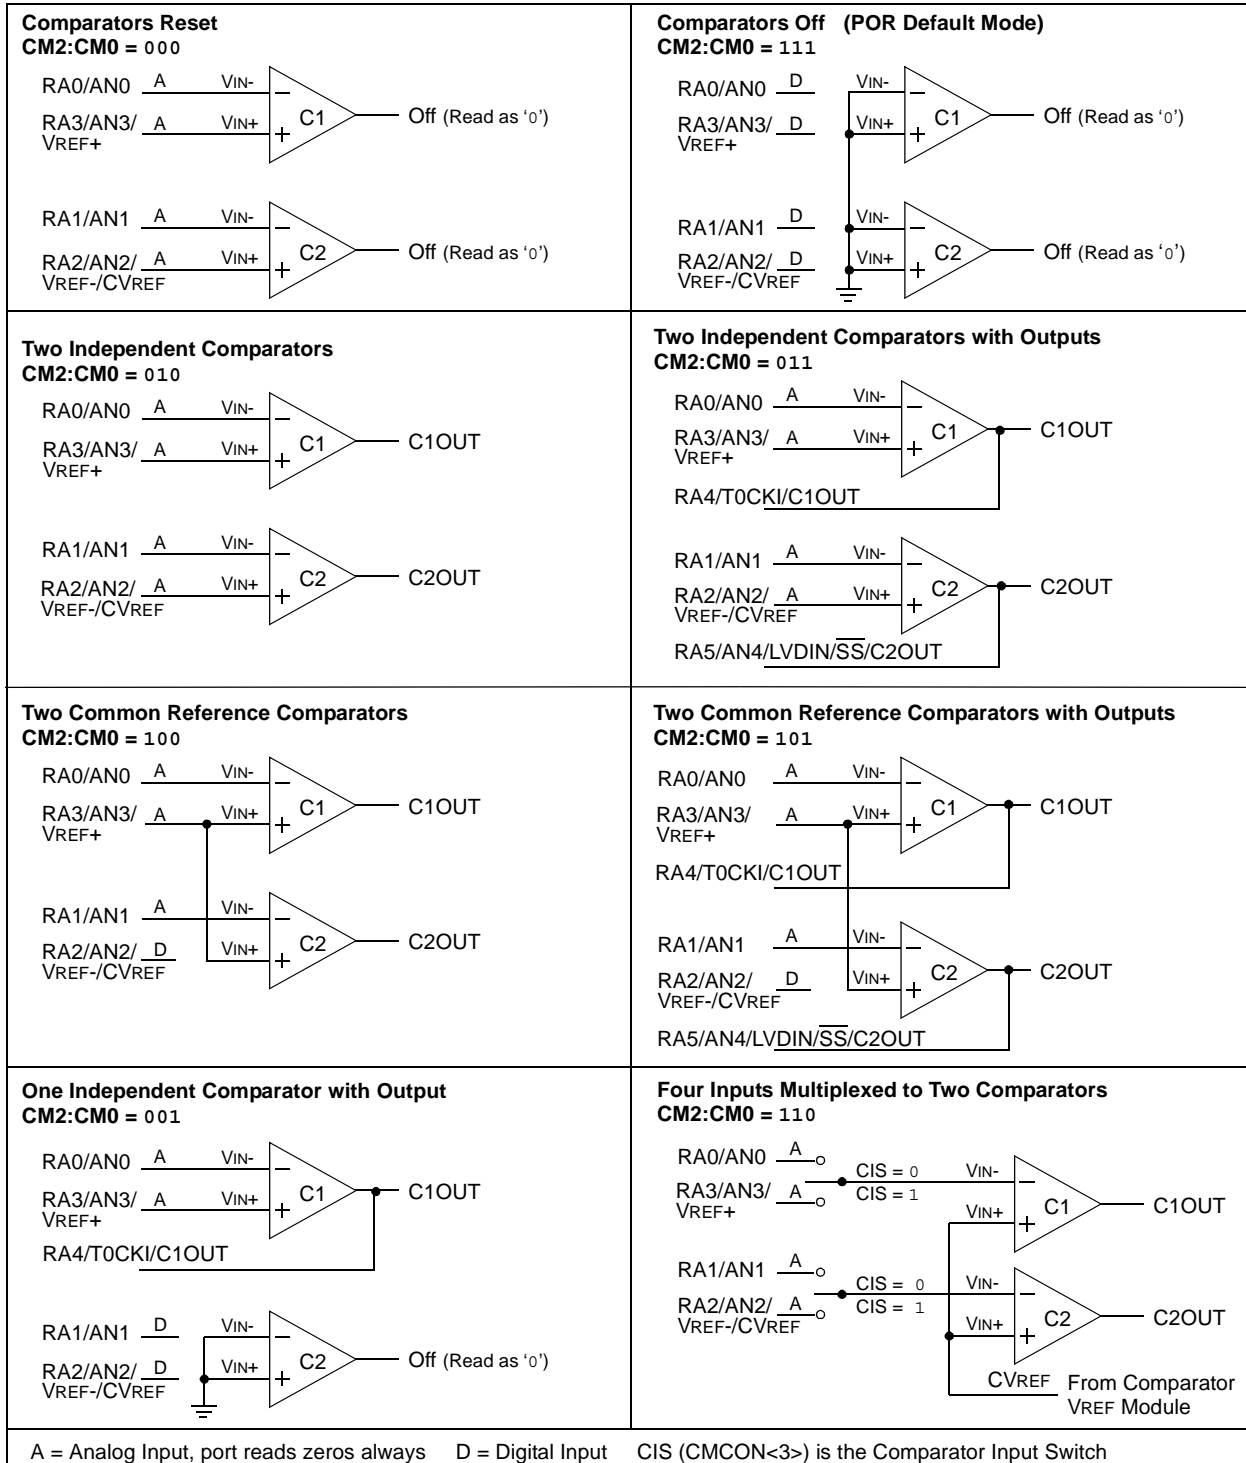 Comparators Reset
CM2:CM0 = 000
RA0/AN0 A VIN-
C1 Off (Read as ‘0’)
RA3/AN3/ A VIN+
VREF+
RA1/AN1 A VIN-
C2 Off (Read as ‘0’)
RA2/AN2/ A VIN+
VREF-/CVREF
Comparators Off (POR Default Mode)
CM2:CM0 = 111
RA0/AN0 D VIN-
C1 Off (Read as ‘0’)
RA3/AN3/ D VIN+
VREF+
RA1/AN1 D VIN-
C2 Off (Read as ‘0’)
RA2/AN2/ D VIN+
VREF-/CVREF
Two Independent Comparators
CM2:CM0 = 010
RA0/AN0 A VIN-
C1 C1OUT
RA3/AN3/ A VIN+
VREF+
RA1/AN1 A VIN-
C2 C2OUT
RA2/AN2/ A VIN+
VREF-/CVREF
Two Independent Comparators with Outputs
CM2:CM0 = 011
RA0/AN0 A VIN-
C1 C1OUT
RA3/AN3/ A VIN+
VREF+
RA4/T0CKI/C1OUT
RA1/AN1 A VIN-
C2 C2OUT
RA2/AN2/ A VIN+
VREF-/CVREF
RA5/AN4/LVDIN/SS/C2OUT
Two Common Reference Comparators
CM2:CM0 = 100
RA0/AN0 A VIN-
C1 C1OUT
RA3/AN3/ A VIN+
VREF+
RA1/AN1 A VIN-
C2 C2OUT
RA2/AN2/ D VIN+
VREF-/CVREF
Two Common Reference Comparators with Outputs
CM2:CM0 = 101
RA0/AN0 A VIN-
C1 C1OUT
RA3/AN3/ A VIN+
VREF+
RA4/T0CKI/C1OUT
RA1/AN1 A VIN-
C2 C2OUT
RA2/AN2/ D VIN+
VREF-/CVREF
RA5/AN4/LVDIN/SS/C2OUT
One Independent Comparator with Output
CM2:CM0 = 001
RA0/AN0 A VIN-
C1 C1OUT
RA3/AN3/ A VIN+
VREF+
RA4/T0CKI/C1OUT
RA1/AN1 D VIN-
C2 Off (Read as ‘0’)
RA2/AN2/ D VIN+
VREF-/CVREF
Four Inputs Multiplexed to Two Comparators
CM2:CM0 = 110
RA0/AN0 A
CIS = 0 VIN-
RA3/AN3/ A CIS = 1
VREF+ VIN+ C1 C1OUT
RA1/AN1 A
CIS = 0 VIN-
RA2/AN2/ A CIS = 1
VREF-/CVREF VIN+ C2 C2OUT
CVREF From Comparator
VREF Module
A = Analog Input, port reads zeros always D = Digital Input CIS (CMCON<3>) is the Comparator Input Switch